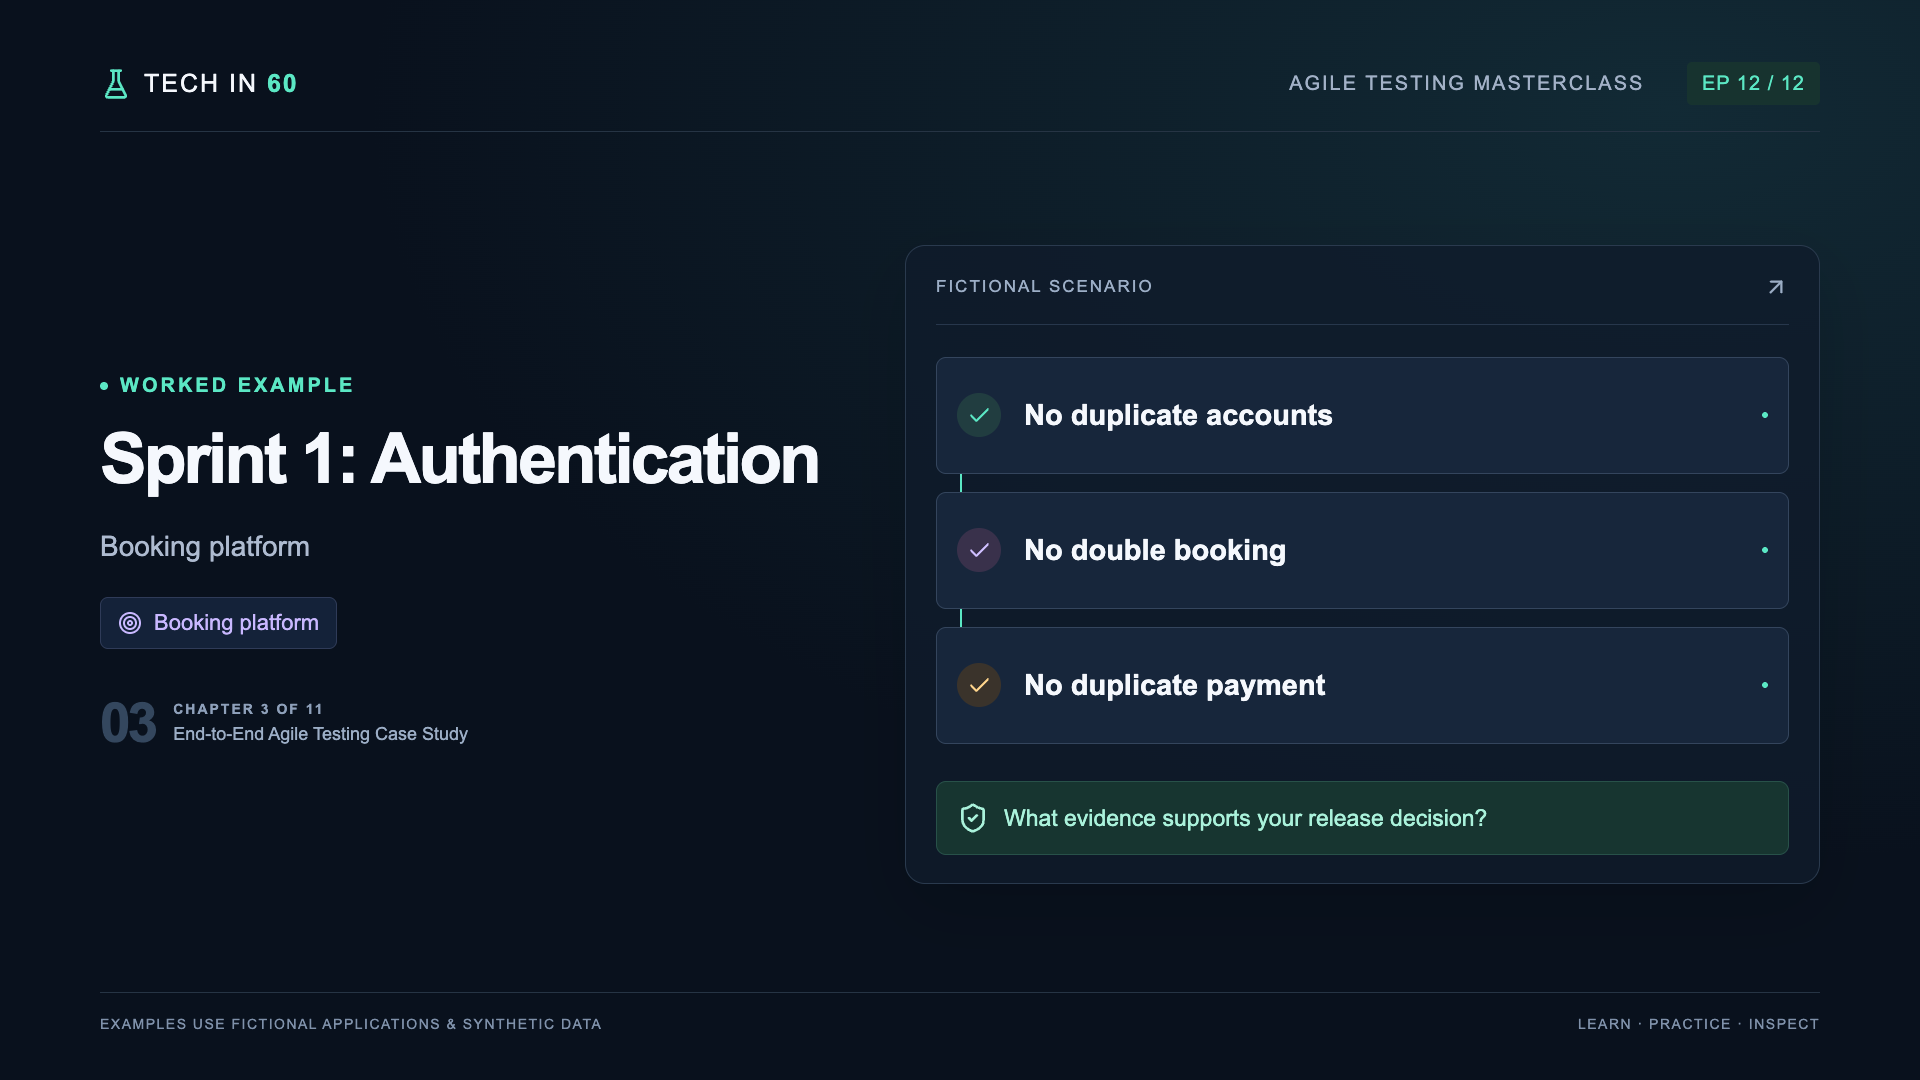 TECH IN 60
AGILE TESTING MASTERCLASS
EP 12 / 12
WORKED EXAMPLE
Sprint 1: Authentication
Booking platform
Booking platform
03
CHAPTER 3 OF 11
End-to-End Agile Testing Case Study
FICTIONAL SCENARIO
No duplicate accounts
No double booking
No duplicate payment
What evidence supports your release decision?
EXAMPLES USE FICTIONAL APPLICATIONS & SYNTHETIC DATA
LEARN · PRACTICE · INSPECT